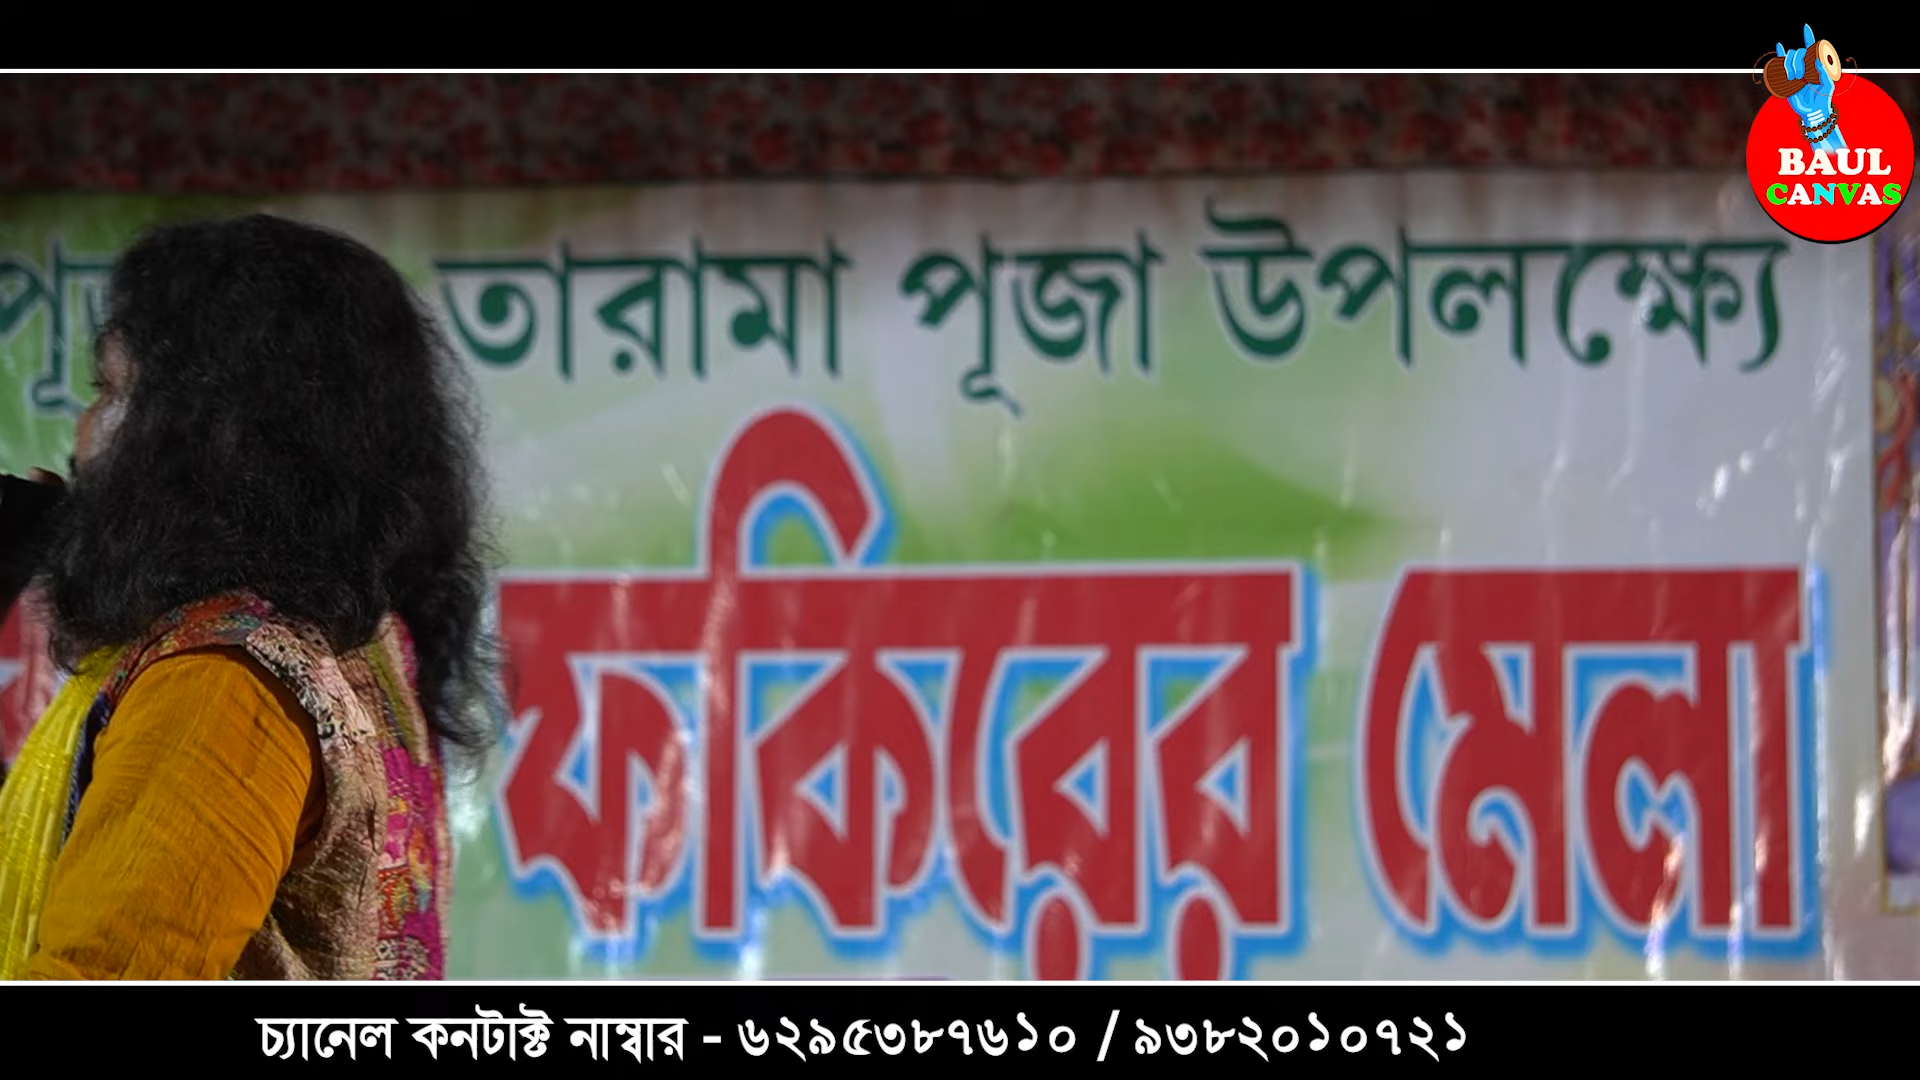 BAUL
CANVAS
তারামা পূজা উপলক্ষ্যে
ফকিরের মেলা
চ্যানেল কনটাক্ট নাম্বার - ৬২৯৫৩৮৭৬১০ / ৯৩৮২০১০৭২১